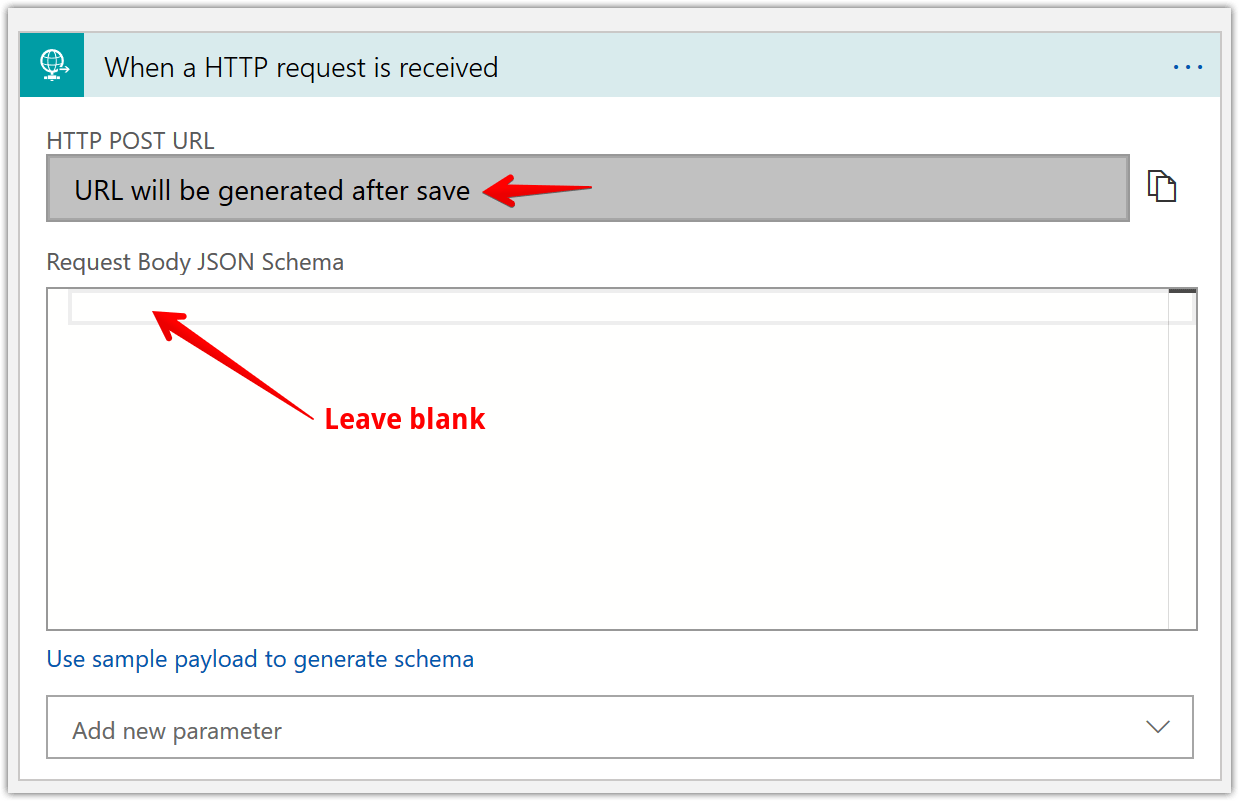 When a HTTP request is received
HTTP POST URL
URL will be generated after save
Request Body JSON Schema
Leave blank
Use sample payload to generate schema
Add new parameter